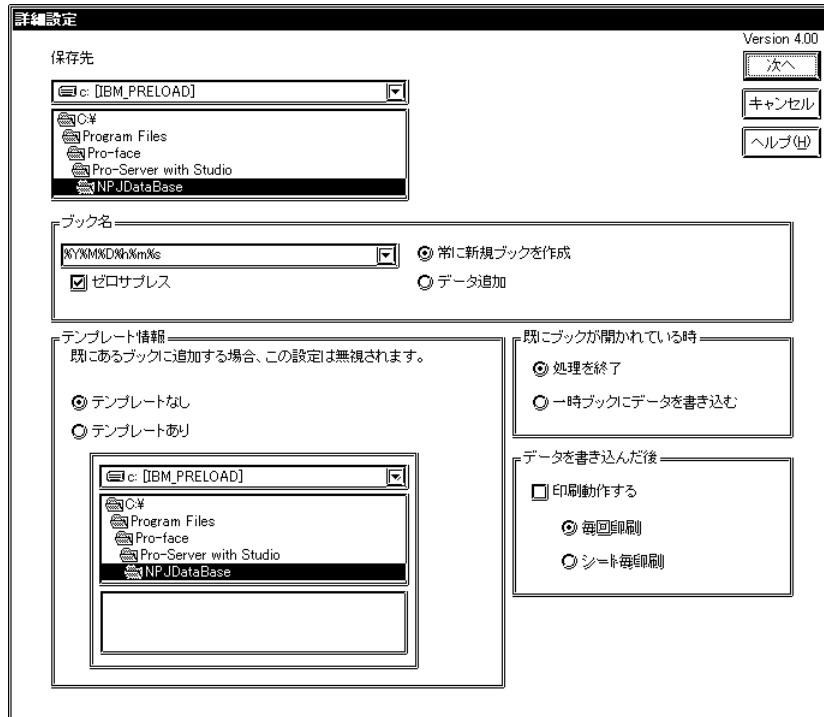 詳細設定
Version 4.00
保存先
次へ
c: [IBM_PRELOAD]
キャンセル
C:¥
Program Files
ヘルプ(H)
Pro-face
Pro-Server with Studio
NPJDataBase
ブック名
%Y%M%D%h%m%s
常に新規ブックを作成
ゼロサプレス
データ追加
テンプレート情報
既にあるブックに追加する場合、この設定は無視されます。
テンプレートなし
テンプレートあり
c: [IBM_PRELOAD]
C:¥
Program Files
Pro-face
Pro-Server with Studio
NPJDataBase
既にブックが開かれている時
処理を終了
一時ブックにデータを書き込む
データを書き込んだ後
印刷動作する
毎回印刷
シート毎印刷